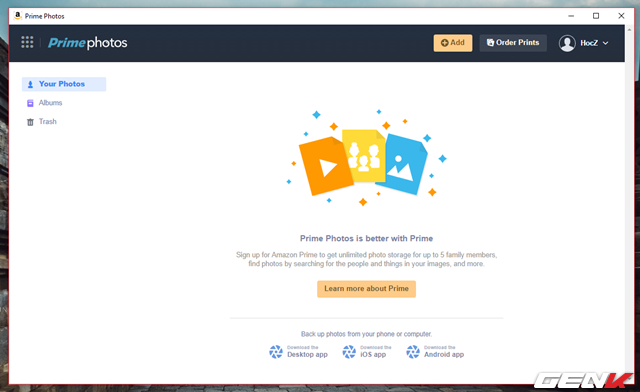 Prime Photos
Prime photos
Add
Order Prints
HocZ
Your Photos
Albums
Trash
Prime Photos is better with Prime
Sign up for Amazon Prime to get unlimited photo storage for up to 5 family members,
find photos by searching for the people and things in your images, and more.
Learn more about Prime
Back up photos from your phone or computer.
Download the
Desktop app
Download the
iOS app
Download the
Android app
GENK